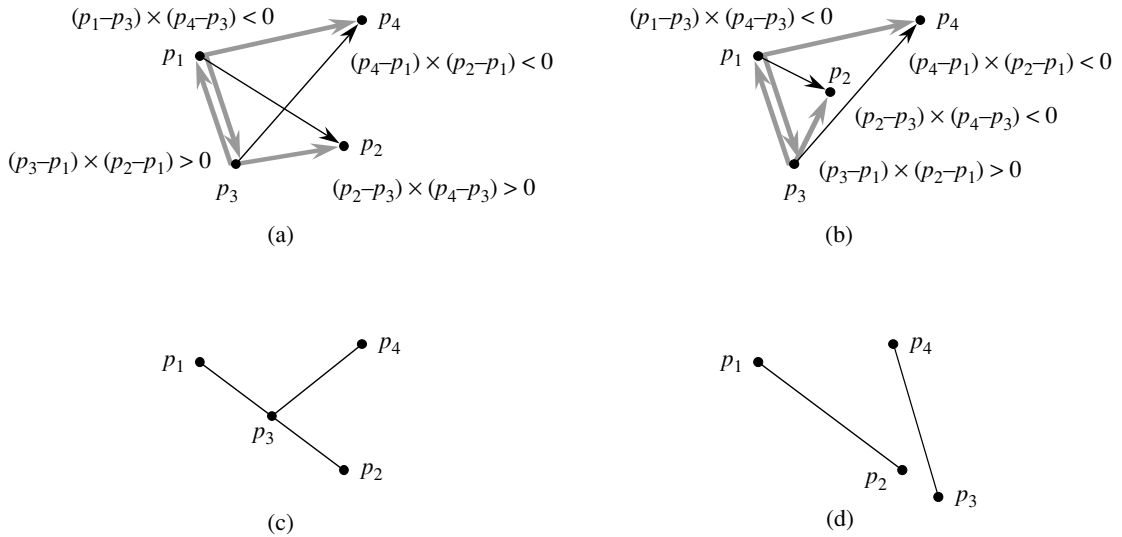 (p1–p3) × (p4–p3) < 0
p4
p1
(p4–p1) × (p2–p1) < 0
p2
(p3–p1) × (p2–p1) > 0
p3
(p2–p3) × (p4–p3) > 0
(a)
(p1–p3) × (p4–p3) < 0
p4
p1
(p4–p1) × (p2–p1) < 0
p2
(p2–p3) × (p4–p3) < 0
(p3–p1) × (p2–p1) > 0
p3
(b)
p4
p1
p3
p2
(c)
p4
p1
p2
p3
(d)